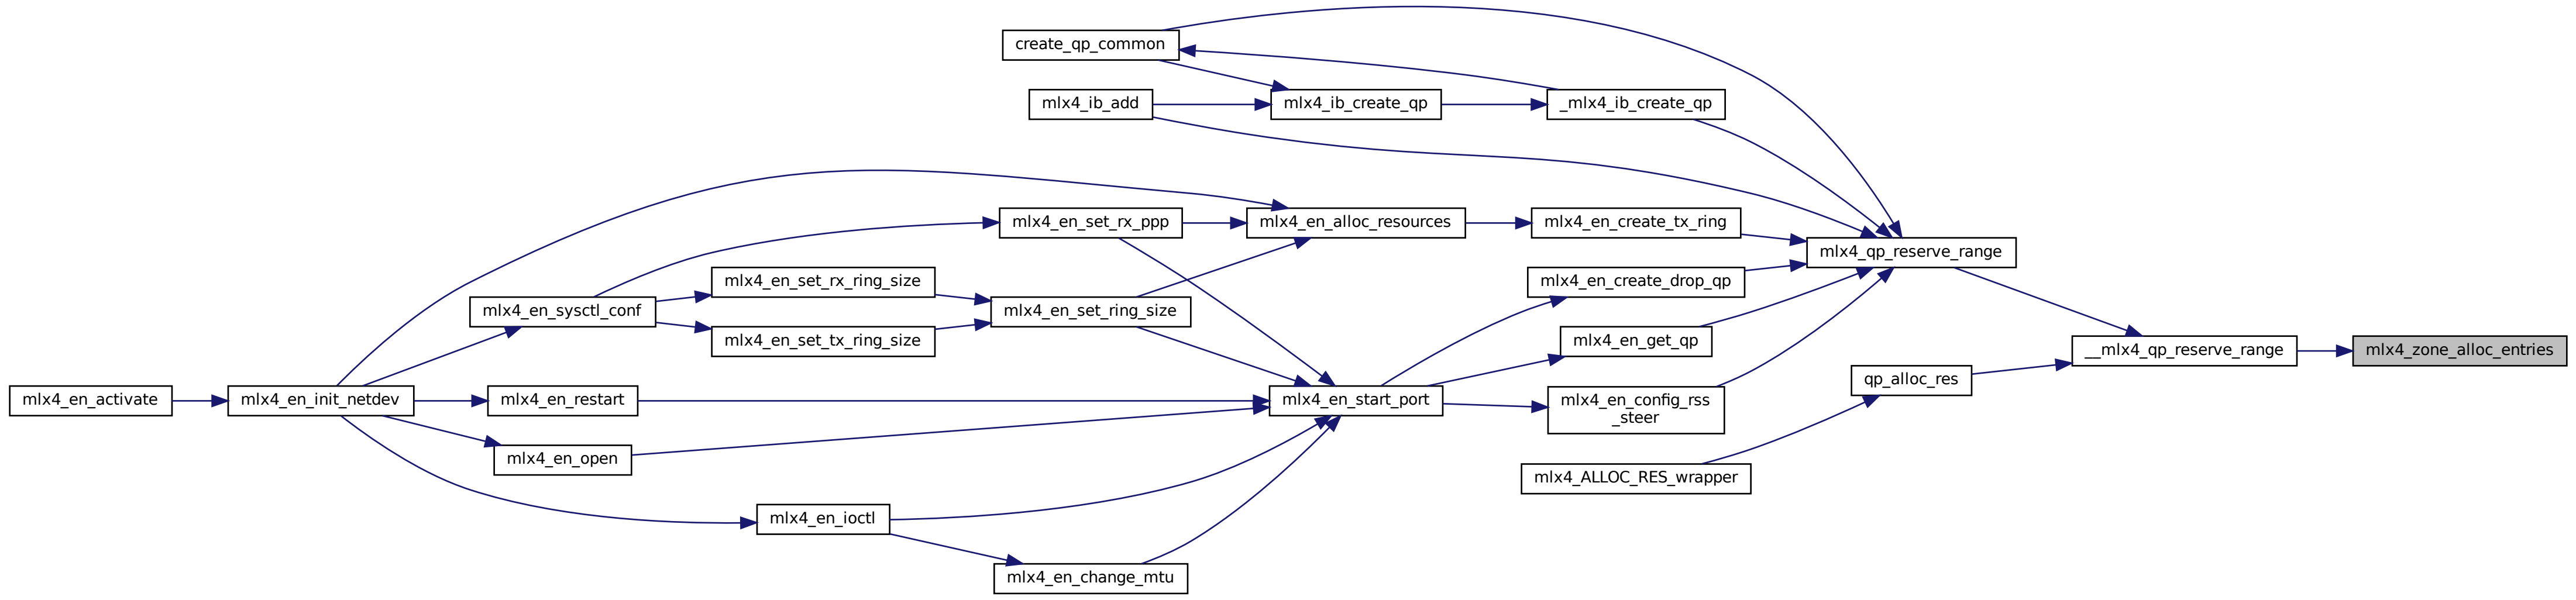 create_qp_common
mlx4_ib_add
mlx4_ib_create_qp
_mlx4_ib_create_qp
mlx4_en_set_rx_ppp
mlx4_en_alloc_resources
mlx4_en_create_tx_ring
mlx4_qp_reserve_range
mlx4_en_set_rx_ring_size
mlx4_en_create_drop_qp
mlx4_en_sysctl_conf
mlx4_en_set_ring_size
mlx4_en_set_tx_ring_size
mlx4_en_get_qp
__mlx4_qp_reserve_range
mlx4_zone_alloc_entries
qp_alloc_res
mlx4_en_activate
mlx4_en_init_netdev
mlx4_en_restart
mlx4_en_start_port
mlx4_en_config_rss
_steer
mlx4_en_open
mlx4_ALLOC_RES_wrapper
mlx4_en_ioctl
mlx4_en_change_mtu